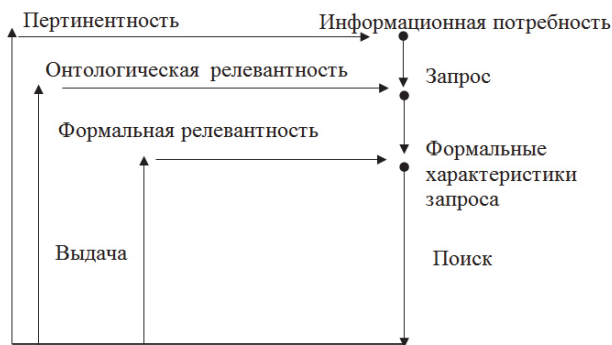 Пертинентность
Информационная потребность
Онтологическая релевантность
Запрос
Формальная релевантность
Формальные
характеристики
запроса
Выдача
Поиск